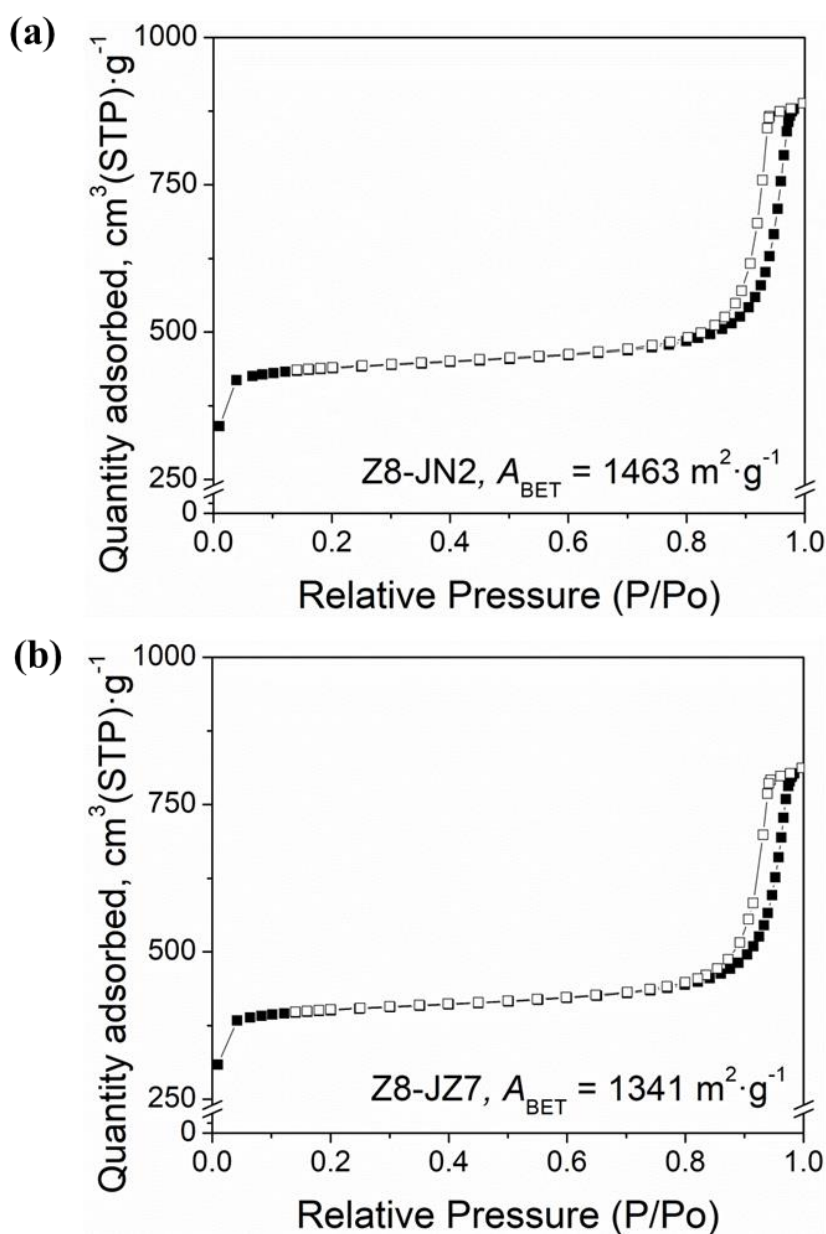 (a)
Quantity adsorbed, cm³(STP)·g⁻¹
1000
750
500
250
0
Z8-JN2, A_BET = 1463 m²·g⁻¹
0.0 0.2 0.4 0.6 0.8 1.0
Relative Pressure (P/Po)
(b)
Quantity adsorbed, cm³(STP)·g⁻¹
1000
750
500
250
0
Z8-JZ7, A_BET = 1341 m²·g⁻¹
0.0 0.2 0.4 0.6 0.8 1.0
Relative Pressure (P/Po)